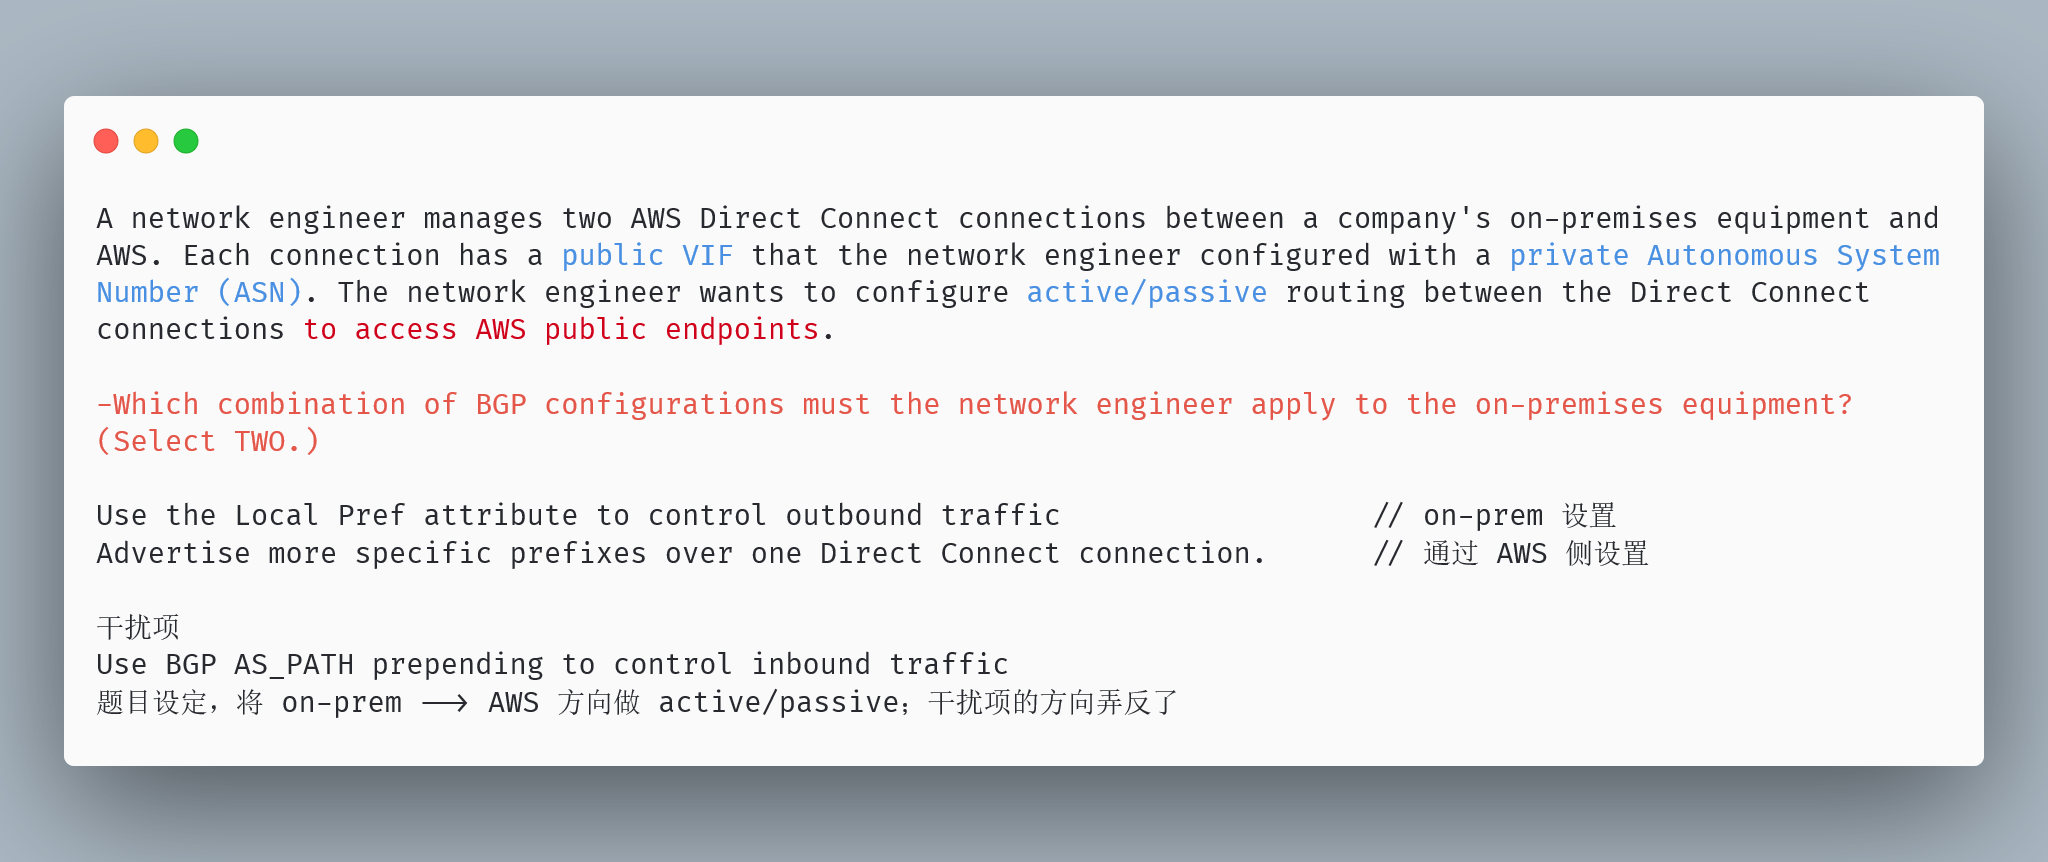 A network engineer manages two AWS Direct Connect connections between a company's on-premises equipment and
AWS. Each connection has a public VIF that the network engineer configured with a private Autonomous System
Number (ASN). The network engineer wants to configure active/passive routing between the Direct Connect
connections to access AWS public endpoints.
-Which combination of BGP configurations must the network engineer apply to the on-premises equipment?
(Select TWO.)
Use the Local Pref attribute to control outbound traffic // on-prem 设置
Advertise more specific prefixes over one Direct Connect connection. // 通过 AWS 侧设置
干扰项
Use BGP AS_PATH prepending to control inbound traffic
题目设定，将 on-prem —> AWS 方向做 active/passive；干扰项的方向弄反了